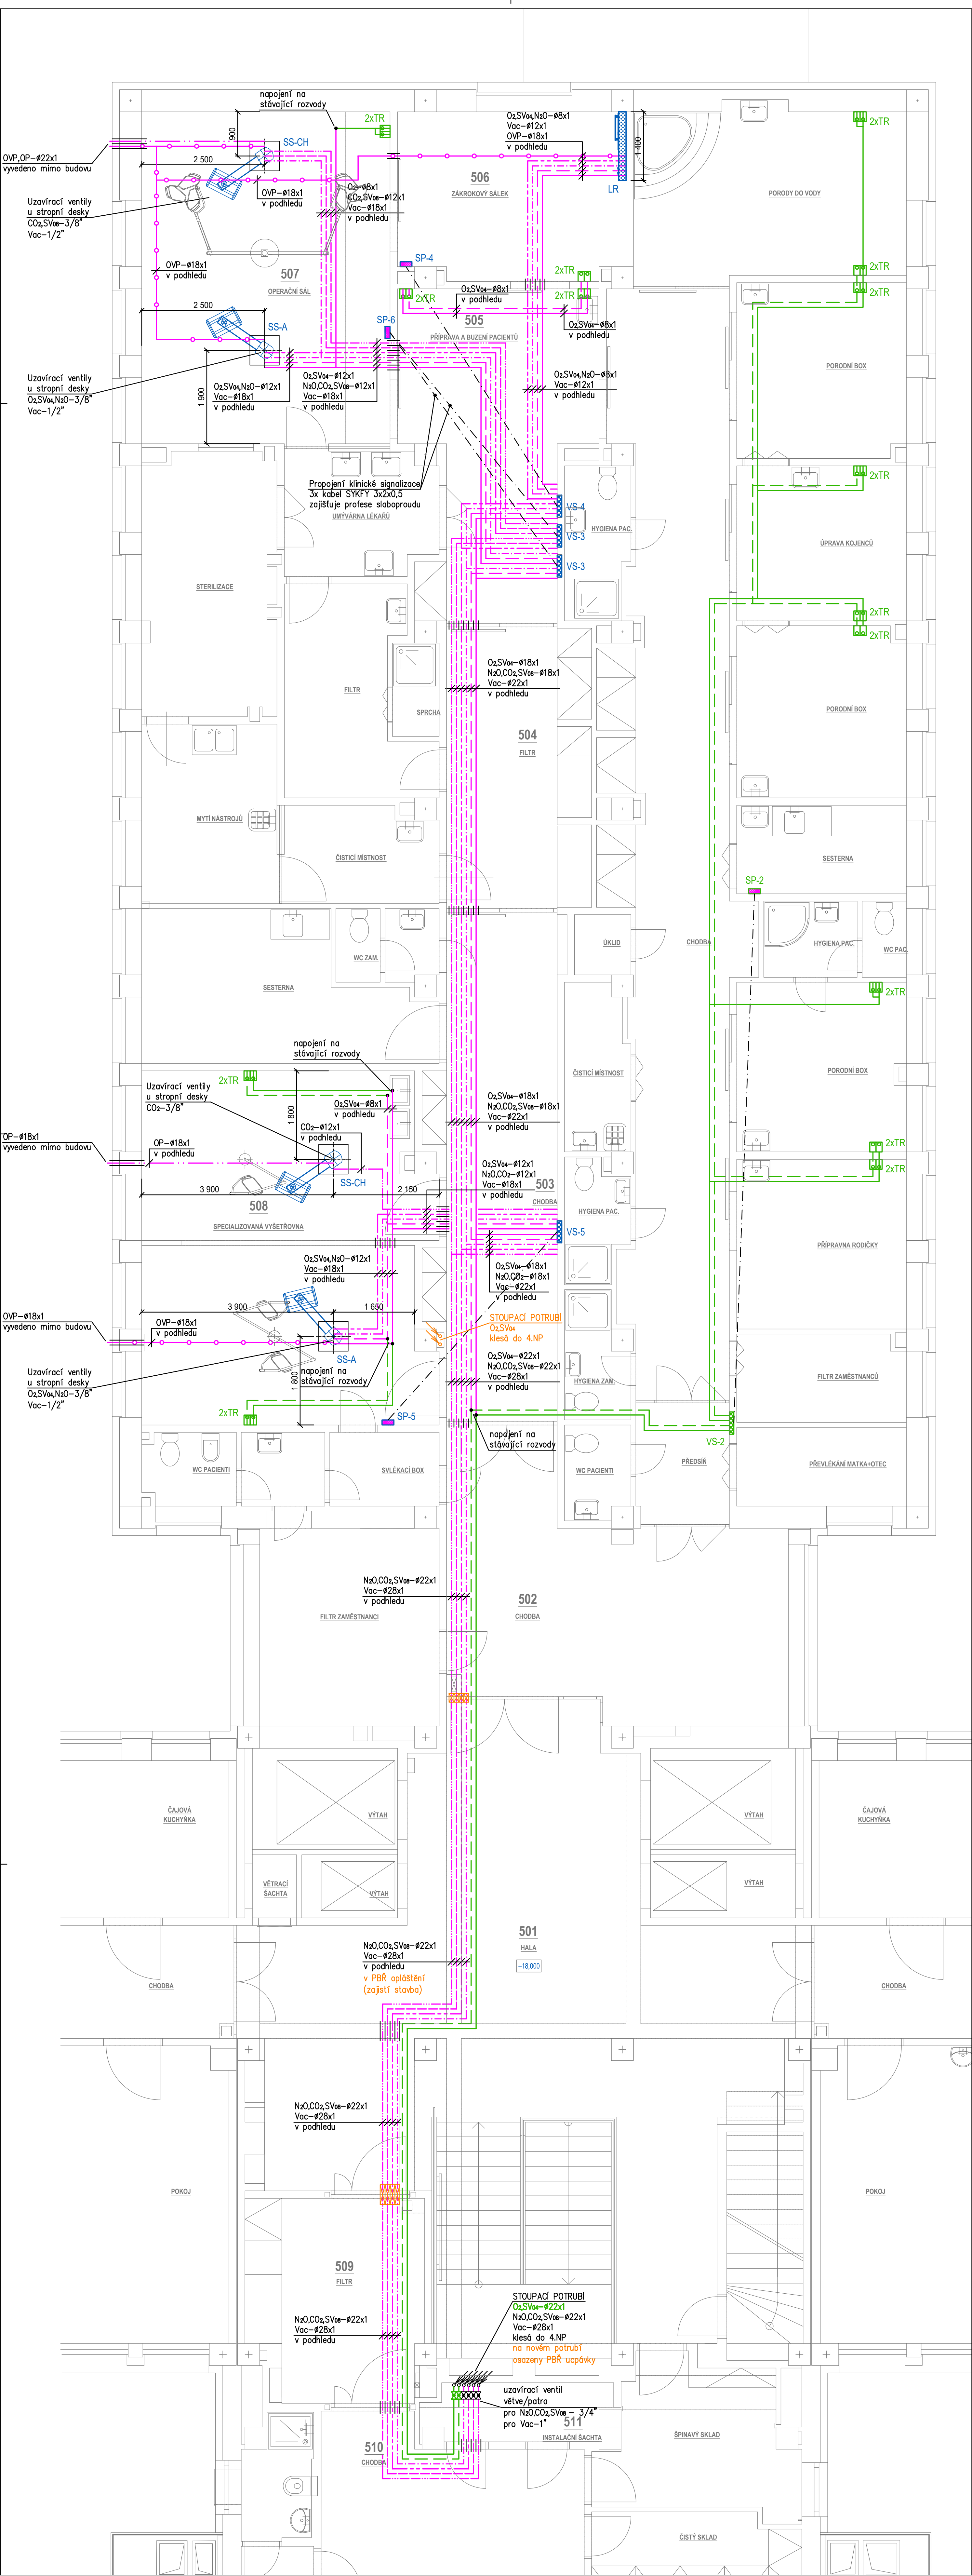 napojení na
stávající rozvody
900
2xTR
SS-CH
2 500
OVP,OP-ø22x1
vyvedeno mimo budovu
OVP-ø18x1
v podhledu
O₂-ø8x1
CO₂,SV₀₈-ø12x1
Vac-ø18x1
v podhledu
Uzavírací ventily
u stropní desky
CO₂,SV₀₈-3/8"
Vac-1/2"
OVP-ø18x1
v podhledu
507
OPERAČNÍ SÁL
2 500
SS-A
O₂,SV₀₄,N₂O-ø8x1
Vac-ø12x1
OVP-ø18x1
v podhledu
1 400
LR
506
ZÁKROKOVÝ SÁLEK
PORODY DO VODY
2xTR
SP-4
2xTR
2xTR
2xTR
2xTR
2xTR
O₂,SV₀₄-ø8x1
v podhledu
SP-6
505
PŘÍPRAVA A BUZENÍ PACIENTŮ
O₂,SV₀₄-ø8x1
v podhledu
PORODNÍ BOX
Uzavírací ventily
u stropní desky
O₂,SV₀₄,N₂O-3/8"
Vac-1/2"
1 900
O₂,SV₀₄,N₂O-ø12x1
Vac-ø18x1
v podhledu
O₂,SV₀₄-ø12x1
N₂O,CO₂,SV₀₈-ø12x1
Vac-ø18x1
v podhledu
O₂,SV₀₄,N₂O-ø8x1
Vac-ø12x1
v podhledu
Propojení klinické signalizace
3x kabel SYKFY 3x2x0,5
zajišťuje profese slaboproudu
UMÝVÁRNA LÉKAŘŮ
VS-4
VS-3
VS-3
HYGIENA PAC.
2xTR
ÚPRAVA KOJENCŮ
STERILIZACE
2xTR
2xTR
O₂,SV₀₄-ø18x1
N₂O,CO₂,SV₀₈-ø18x1
Vac-ø22x1
v podhledu
FILTR
SPRCHA
504
FILTR
PORODNÍ BOX
MYTÍ NÁSTROJŮ
ČISTICÍ MÍSTNOST
SESTERNA
SP-2
ÚKLID
CHODBA
HYGIENA PAC.
WC PAC.
WC ZAM.
SESTERNA
2xTR
napojení na
stávající rozvody
2xTR
Uzavírací ventily
u stropní desky
CO₂-3/8"
1 800
O₂,SV₀₄-ø8x1
v podhledu
CO₂-ø12x1
v podhledu
ČISTICÍ MÍSTNOST
PORODNÍ BOX
O₂,SV₀₄-ø18x1
N₂O,CO₂,SV₀₈-ø18x1
Vac-ø22x1
v podhledu
OP-ø18x1
vyvedeno mimo budovu
OP-ø18x1
v podhledu
2xTR
2xTR
SS-CH
3 900
2 150
O₂,SV₀₄-ø12x1
N₂O,CO₂-ø12x1
Vac-ø18x1
v podhledu
503
CHODBA
508
SPECIALIZOVANÁ VYŠETŘOVNA
HYGIENA PAC.
VS-5
PŘÍPRAVNA RODIČKY
O₂,SV₀₄,N₂O-ø12x1
Vac-ø18x1
v podhledu
O₂,SV₀₄-ø18x1
N₂O,CO₂-ø18x1
Vac-ø22x1
v podhledu
3 900
1 650
OVP-ø18x1
vyvedeno mimo budovu
OVP-ø18x1
v podhledu
STOUPACÍ POTRUBÍ
O₂,SV₀₄
klesá do 4.NP
SS-A
O₂,SV₀₄-ø22x1
N₂O,CO₂,SV₀₈-ø22x1
Vac-ø28x1
v podhledu
Uzavírací ventily
u stropní desky
O₂,SV₀₄,N₂O-3/8"
Vac-1/2"
1 800
napojení na
stávající rozvody
HYGIENA ZAM.
FILTR ZAMĚSTNANCŮ
2xTR
SP-5
VS-2
napojení na
stávající rozvody
WC PACIENTI
SVLÉKACÍ BOX
WC PACIENTI
PŘEDSÍŇ
PŘEVLÉKÁNÍ MATKA+OTEC
N₂O,CO₂,SV₀₈-ø22x1
Vac-ø28x1
v podhledu
502
CHODBA
FILTR ZAMĚSTNANCI
ČAJOVÁ
KUCHYŇKA
VÝTAH
VÝTAH
ČAJOVÁ
KUCHYŇKA
VĚTRACÍ
ŠACHTA
VÝTAH
VÝTAH
501
HALA
+18,000
N₂O,CO₂,SV₀₈-ø22x1
Vac-ø28x1
v podhledu
v PBŘ opláštění
(zajistí stavba)
CHODBA
CHODBA
N₂O,CO₂,SV₀₈-ø22x1
Vac-ø28x1
v podhledu
POKOJ
POKOJ
509
FILTR
N₂O,CO₂,SV₀₈-ø22x1
Vac-ø28x1
v podhledu
STOUPACÍ POTRUBÍ
O₂,SV₀₄-ø22x1
N₂O,CO₂,SV₀₈-ø22x1
Vac-ø28x1
klesá do 4.NP
na novém potrubí
osazeny PBŘ ucpávky
uzavírací ventil
větve/patra
pro N₂O,CO₂,SV₀₈ - 3/4"
pro Vac-1"
511
INSTALAČNÍ ŠACHTA
510
CHODBA
ŠPINAVÝ SKLAD
ČISTÝ SKLAD